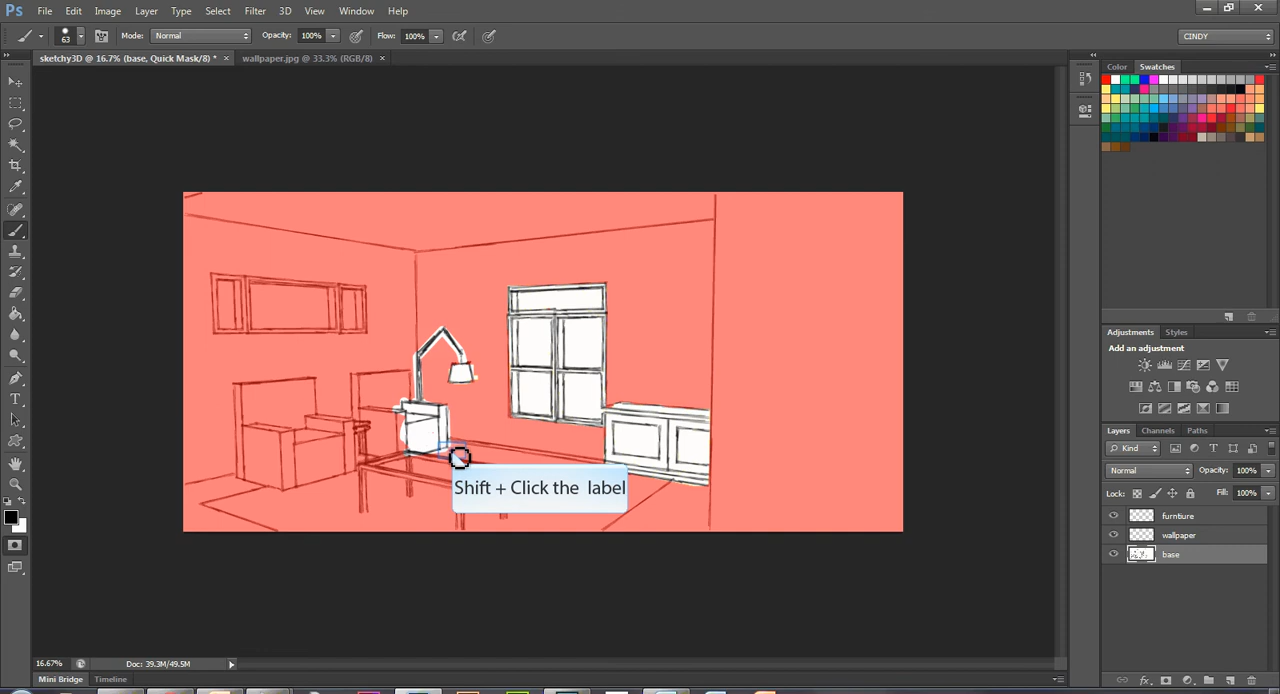 Ps File Edit Image Layer Type Select Filter 3D View Window Help
63 Mode: Normal Opacity: 100% Flow: 100% CINDY
sketchy3D @ 16.7% (base, Quick Mask/8) * × wallpaper.jpg @ 33.3% (RGB/8) ×
Color Swatches
Adjustments Styles
Add an adjustment
Layers Channels Paths
Kind
Normal Opacity: 100%
Lock: Fill: 100%
furntiure
wallpaper
base
Shift + Click the label
16.67% Doc: 39.3M/49.5M
Mini Bridge Timeline